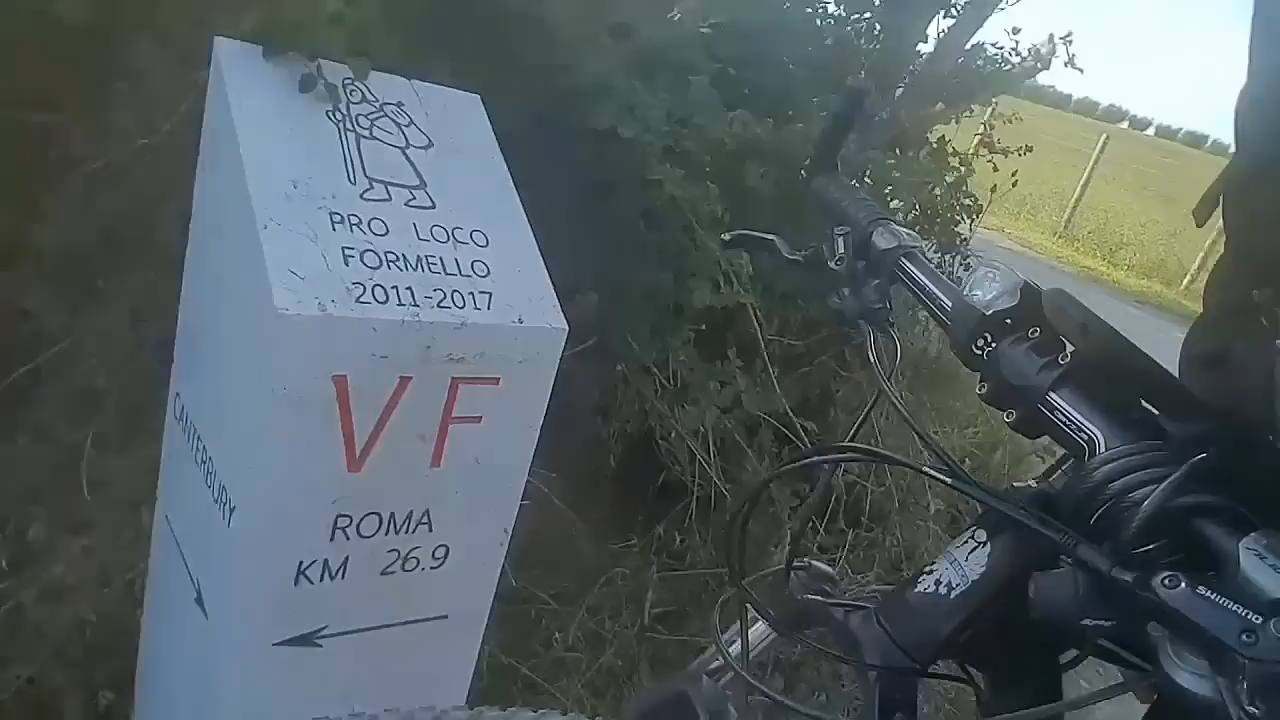 PRO LOCO
FORMELLO
2011-2017
VF
ROMA
KM 26.9
CANTERBURY
SHIMANO